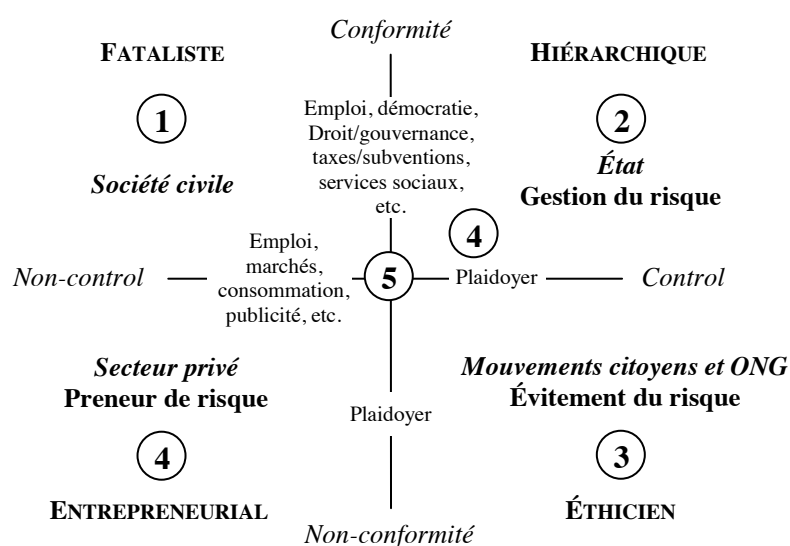 Conformité
FATALISTE
HIÉRARCHIQUE
1
2
Emploi, démocratie,
Droit/gouvernance,
taxes/subventions,
services sociaux,
etc.
Société civile
État
Gestion du risque
4
Emploi,
marchés,
consommation,
publicité, etc.
Non-control
5
Plaidoyer
Control
Secteur privé
Preneur de risque
Mouvements citoyens et ONG
Évitement du risque
Plaidoyer
4
3
ENTREPRENEURIAL
ÉTHICIEN
Non-conformité